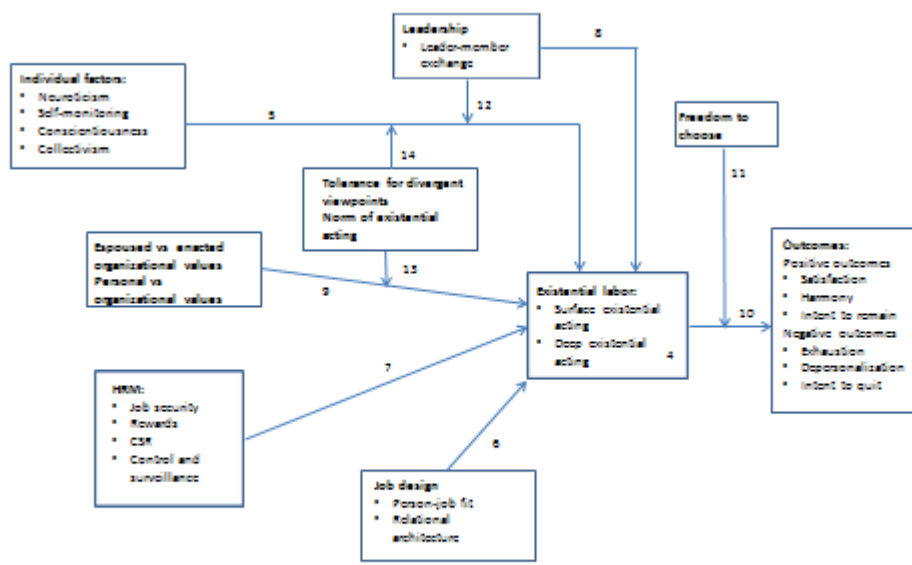 Leadership
• Leader-member
exchange
8
Individual factors:
• Neuroticism
• Self-monitoring
• Conscientiousness
• Collectivism
5
12
Freedom to
choose
14
11
Tolerance for divergent
viewpoints
Norm of existential
acting
Espoused vs enacted
organizational values
Personal vs
organizational values
13
9
Existential labor:
• Surface existential
acting
• Deep existential
acting
4
10
Outcomes:
Positive outcomes
• Satisfaction
• Harmony
• Intent to remain
Negative outcomes
• Exhaustion
• Depersonalization
• Intent to quit
7
HRM:
• Job security
• Rewards
• CSR
• Control and
surveillance
6
Job design
• Person-job fit
• Relational
architecture